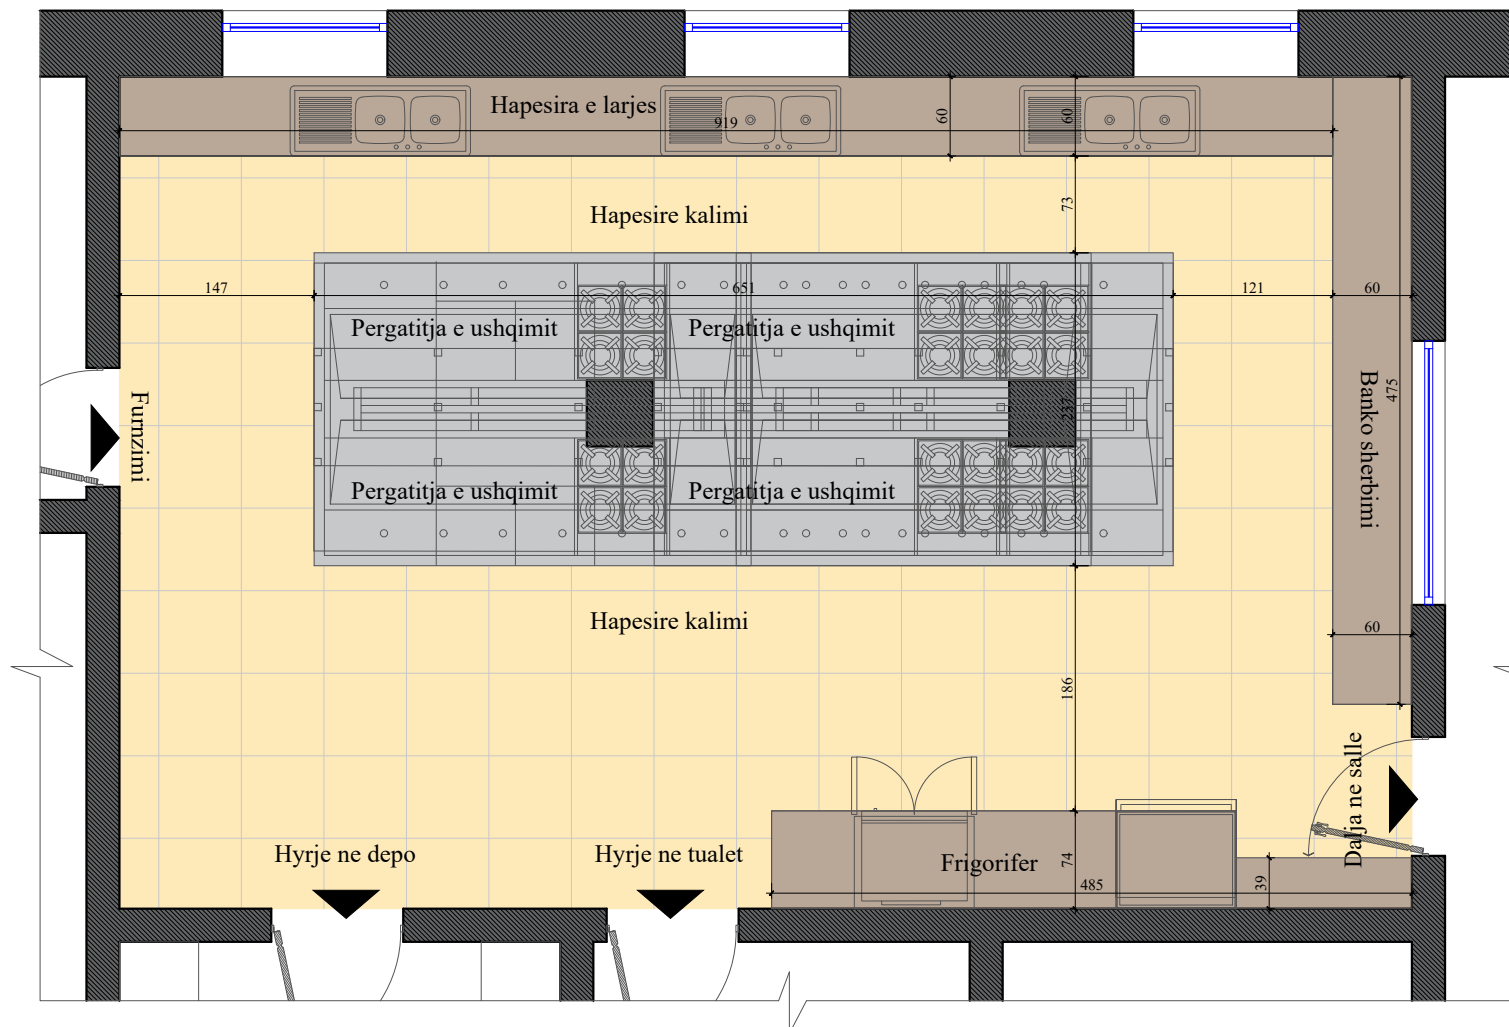 Hapesira e larjes
919
60
60
Hapesire kalimi
73
147
651
121
60
Pergatitja e ushqimit
Pergatitja e ushqimit
Furnzimi
237
Banko sherbimi
475
Pergatitja e ushqimit
Pergatitja e ushqimit
Hapesire kalimi
60
186
Dalja ne salle
Hyrje ne depo
Hyrje ne tualet
Frigorifer
74
485
39